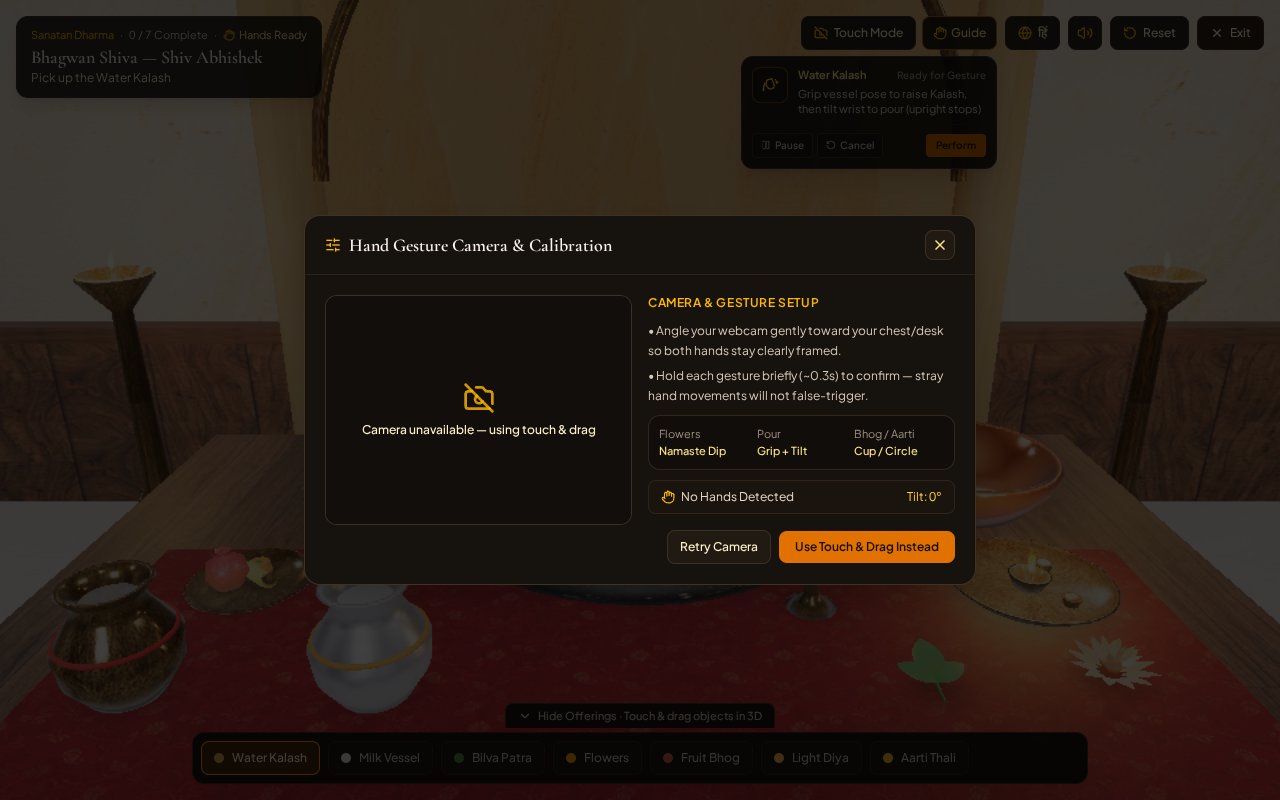 Sanatan Dharma · 0 / 7 Complete · Hands Ready
Bhagwan Shiva — Shiv Abhishek
Pick up the Water Kalash
Touch Mode
Guide
हिं
Reset
Exit
Water Kalash
Ready for Gesture
Grip vessel pose to raise Kalash,
then tilt wrist to pour (upright stops)
Pause
Cancel
Perform
Hand Gesture Camera & Calibration
Camera unavailable — using touch & drag
CAMERA & GESTURE SETUP
• Angle your webcam gently toward your chest/desk
so both hands stay clearly framed.
• Hold each gesture briefly (~0.3s) to confirm — stray
hand movements will not false-trigger.
Flowers
Namaste Dip
Pour
Grip + Tilt
Bhog / Aarti
Cup / Circle
No Hands Detected
Tilt: 0°
Retry Camera
Use Touch & Drag Instead
Hide Offerings · Touch & drag objects in 3D
Water Kalash
Milk Vessel
Bilva Patra
Flowers
Fruit Bhog
Light Diya
Aarti Thali